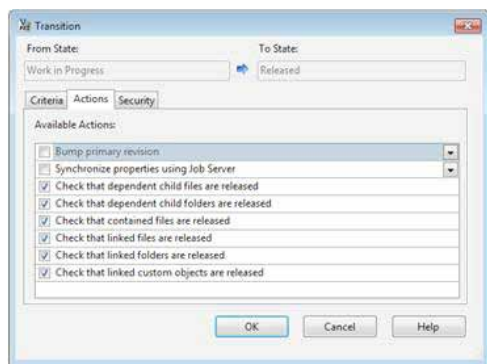 Transition
From State: To State:
Work in Progress Released
Criteria Actions Security
Available Actions:
Bump primary revision
Synchronize properties using Job Server
Check that dependent child files are released
Check that dependent child folders are released
Check that contained files are released
Check that linked files are released
Check that linked folders are released
Check that linked custom objects are released
OK Cancel Help